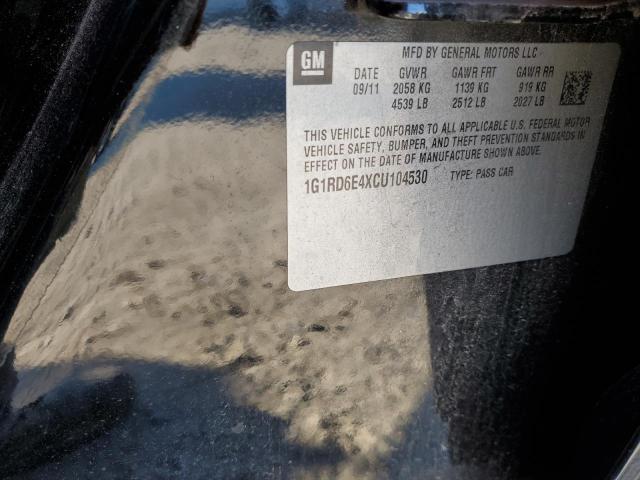 GM
MFD BY GENERAL MOTORS LLC
DATE GVWR GAWR FRT GAWR RR
09/11 2058 KG 1139 KG 919 KG
4539 LB 2512 LB 2027 LB
THIS VEHICLE CONFORMS TO ALL APPLICABLE U.S. FEDERAL MOTOR
VEHICLE SAFETY, BUMPER, AND THEFT PREVENTION STANDARDS IN
EFFECT ON THE DATE OF MANUFACTURE SHOWN ABOVE.
1G1RD6E4XCU104530 TYPE: PASS CAR